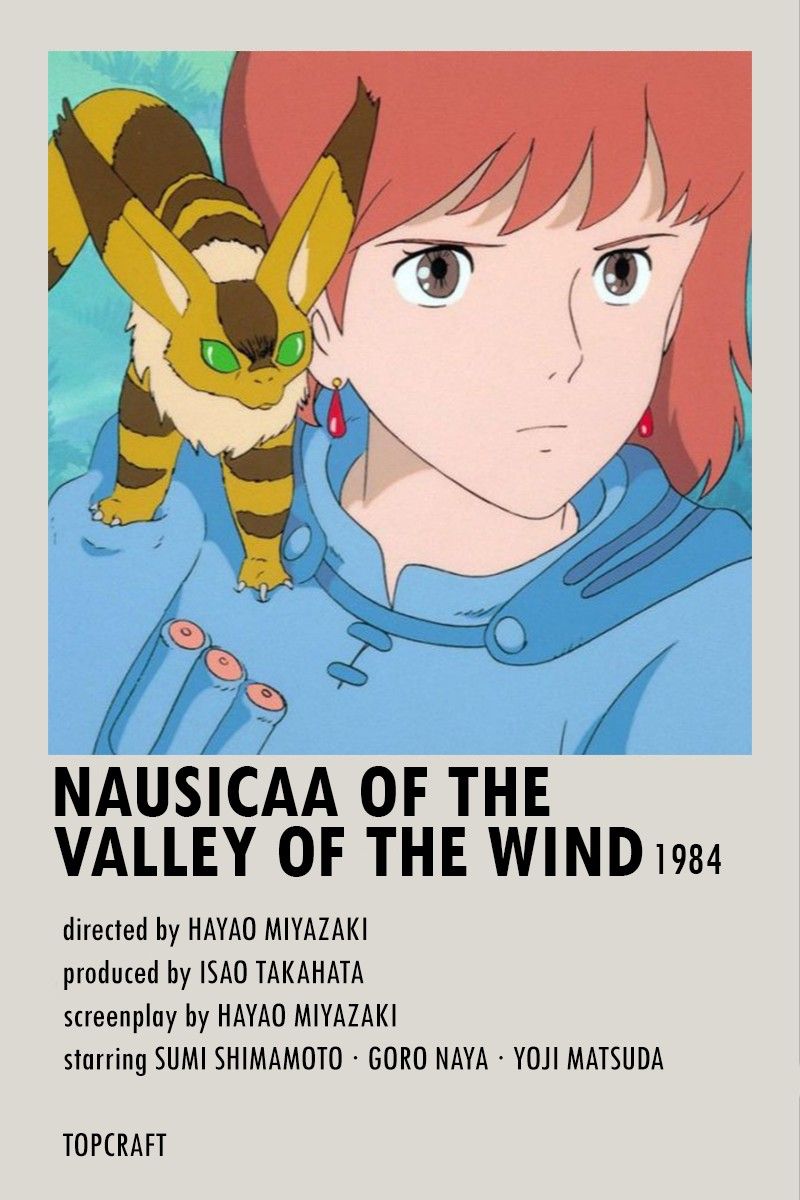 NAUSICAA OF THE
VALLEY OF THE WIND 1984
directed by HAYAO MIYAZAKI
produced by ISAO TAKAHATA
screenplay by HAYAO MIYAZAKI
starring SUMI SHIMAMOTO · GORO NAYA · YOJI MATSUDA
TOPCRAFT